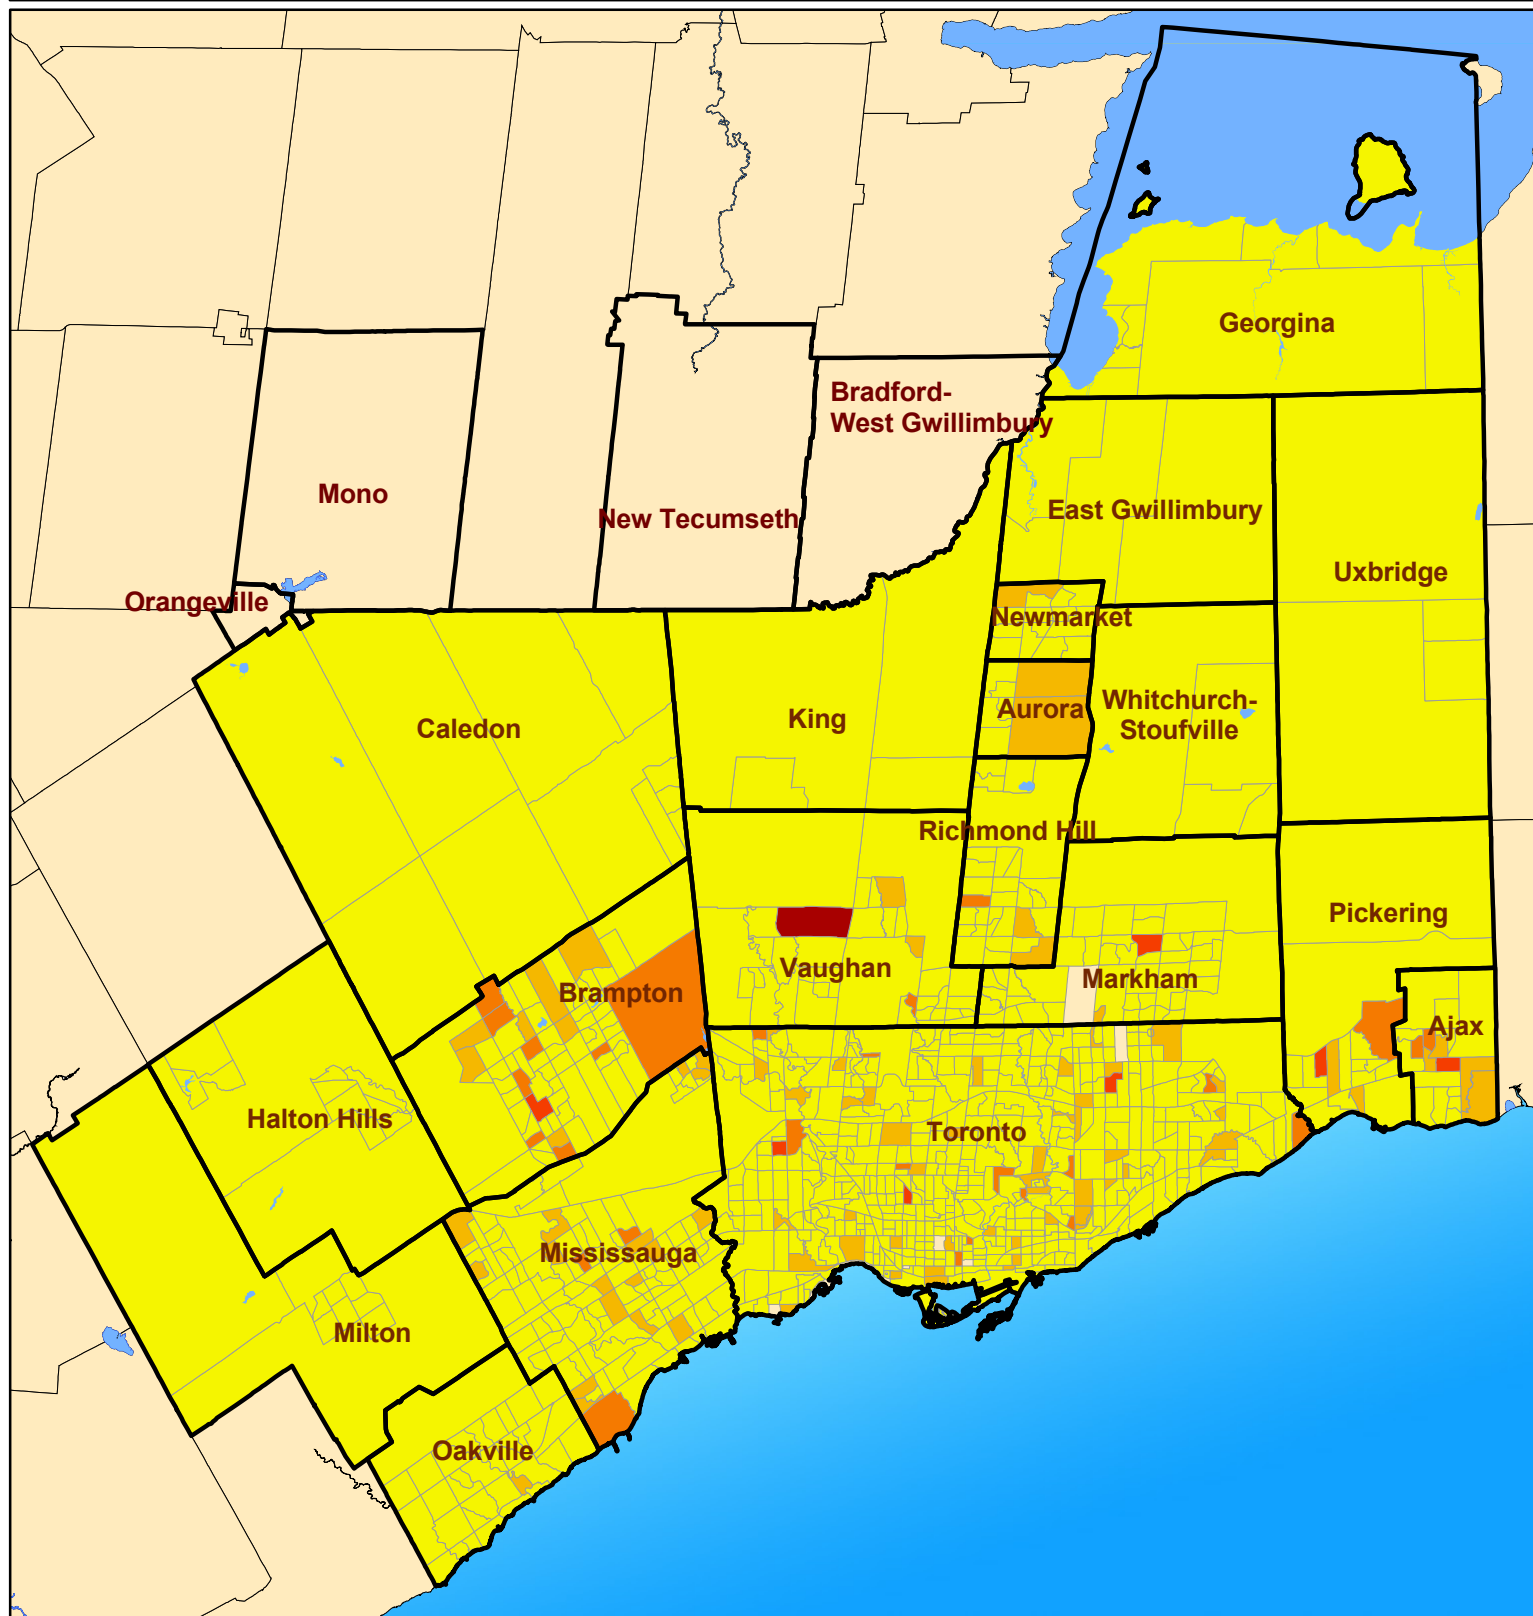 Georgina
Bradford-
West Gwillimbury
Mono
New Tecumseth
East Gwillimbury
Uxbridge
Orangeville
Newmarket
Caledon
King
Aurora
Whitchurch-
Stoufville
Richmond Hill
Pickering
Vaughan
Markham
Brampton
Ajax
Halton Hills
Toronto
Mississauga
Milton
Oakville